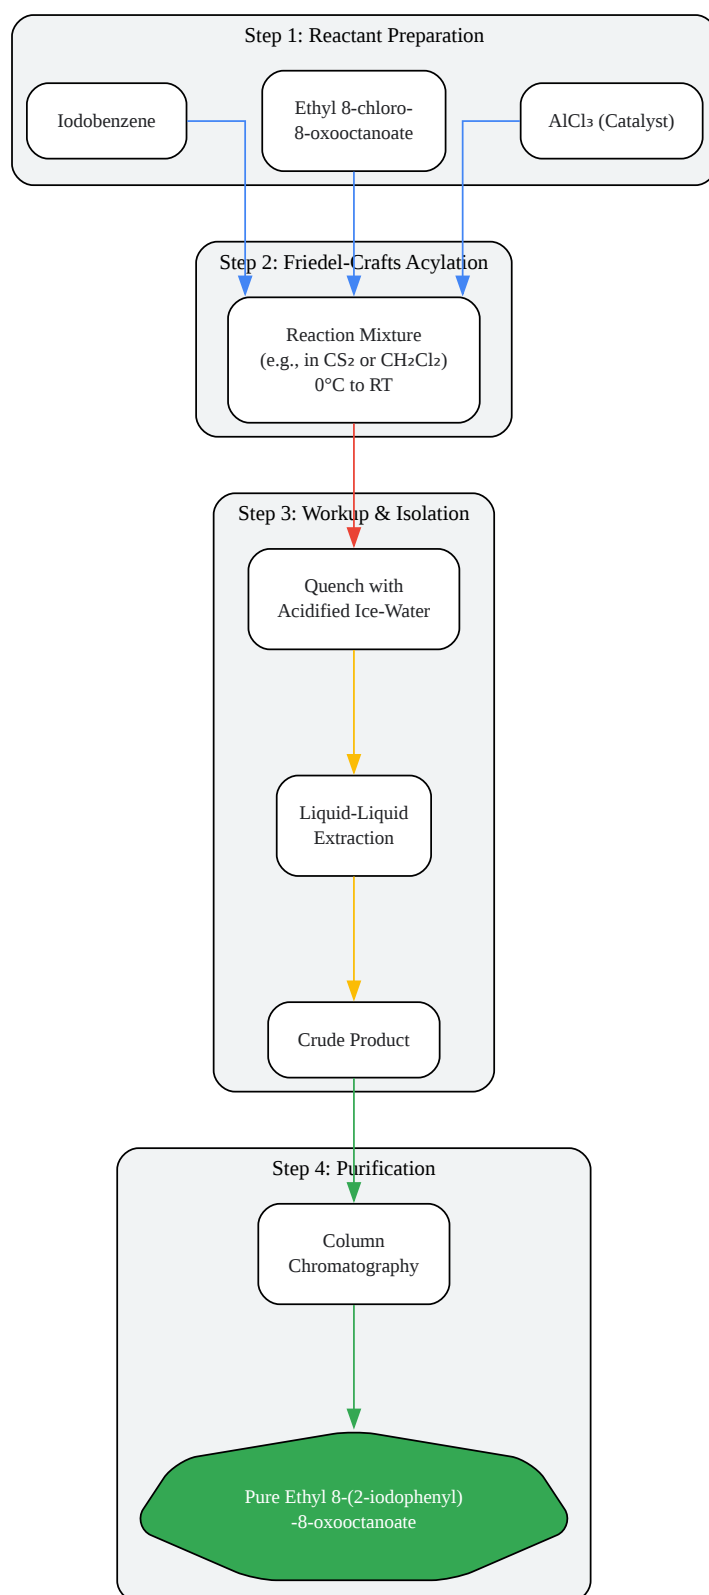 Step 1: Reactant Preparation
Iodobenzene
Ethyl 8-chloro-
8-oxooctanoate
AlCl₃ (Catalyst)
Step 2: Friedel-Crafts Acylation
Reaction Mixture
(e.g., in CS₂ or CH₂Cl₂)
0°C to RT
Step 3: Workup & Isolation
Quench with
Acidified Ice-Water
Liquid-Liquid
Extraction
Crude Product
Step 4: Purification
Column
Chromatography
Pure Ethyl 8-(2-iodophenyl)
-8-oxooctanoate